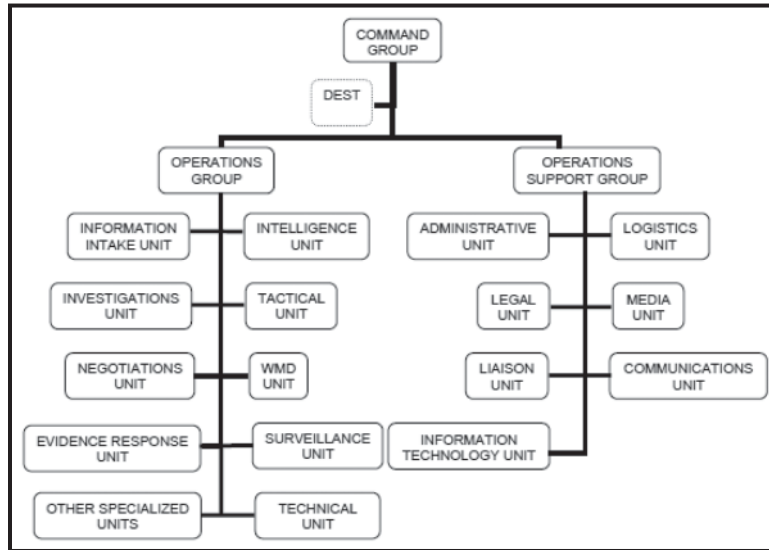 COMMAND
GROUP
DEST
OPERATIONS
GROUP
OPERATIONS
SUPPORT GROUP
INFORMATION
INTAKE UNIT
INTELLIGENCE
UNIT
ADMINISTRATIVE
UNIT
LOGISTICS
UNIT
INVESTIGATIONS
UNIT
TACTICAL
UNIT
LEGAL
UNIT
MEDIA
UNIT
NEGOTIATIONS
UNIT
WMD
UNIT
LIAISON
UNIT
COMMUNICATIONS
UNIT
EVIDENCE RESPONSE
UNIT
SURVEILLANCE
UNIT
INFORMATION
TECHNOLOGY UNIT
OTHER SPECIALIZED
UNITS
TECHNICAL
UNIT